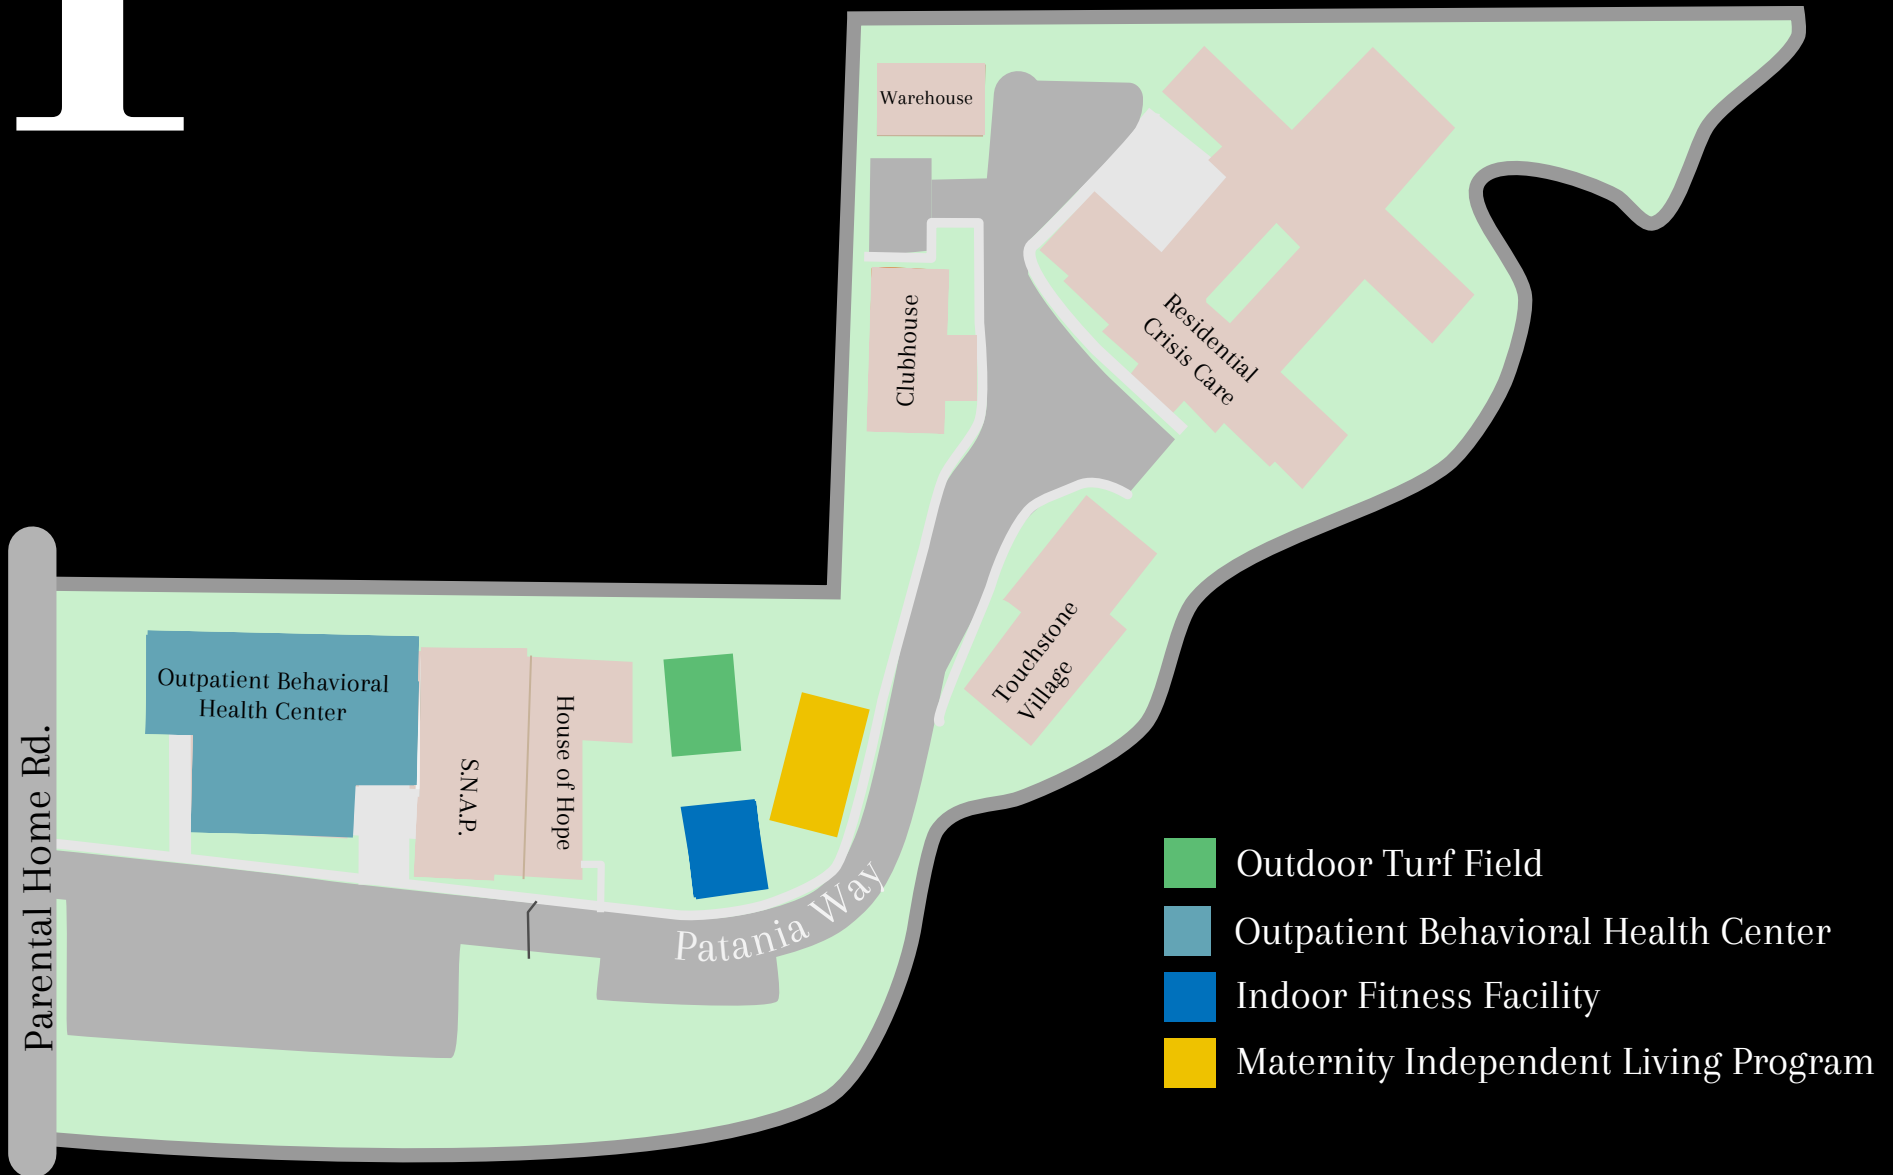 1
Warehouse
Clubhouse
Residential
Crisis Care
Touchstone
Village
Outpatient Behavioral
Health Center
S.N.A.P.
House of Hope
Parental Home Rd.
Patania Way
Outdoor Turf Field
Outpatient Behavioral Health Center
Indoor Fitness Facility
Maternity Independent Living Program